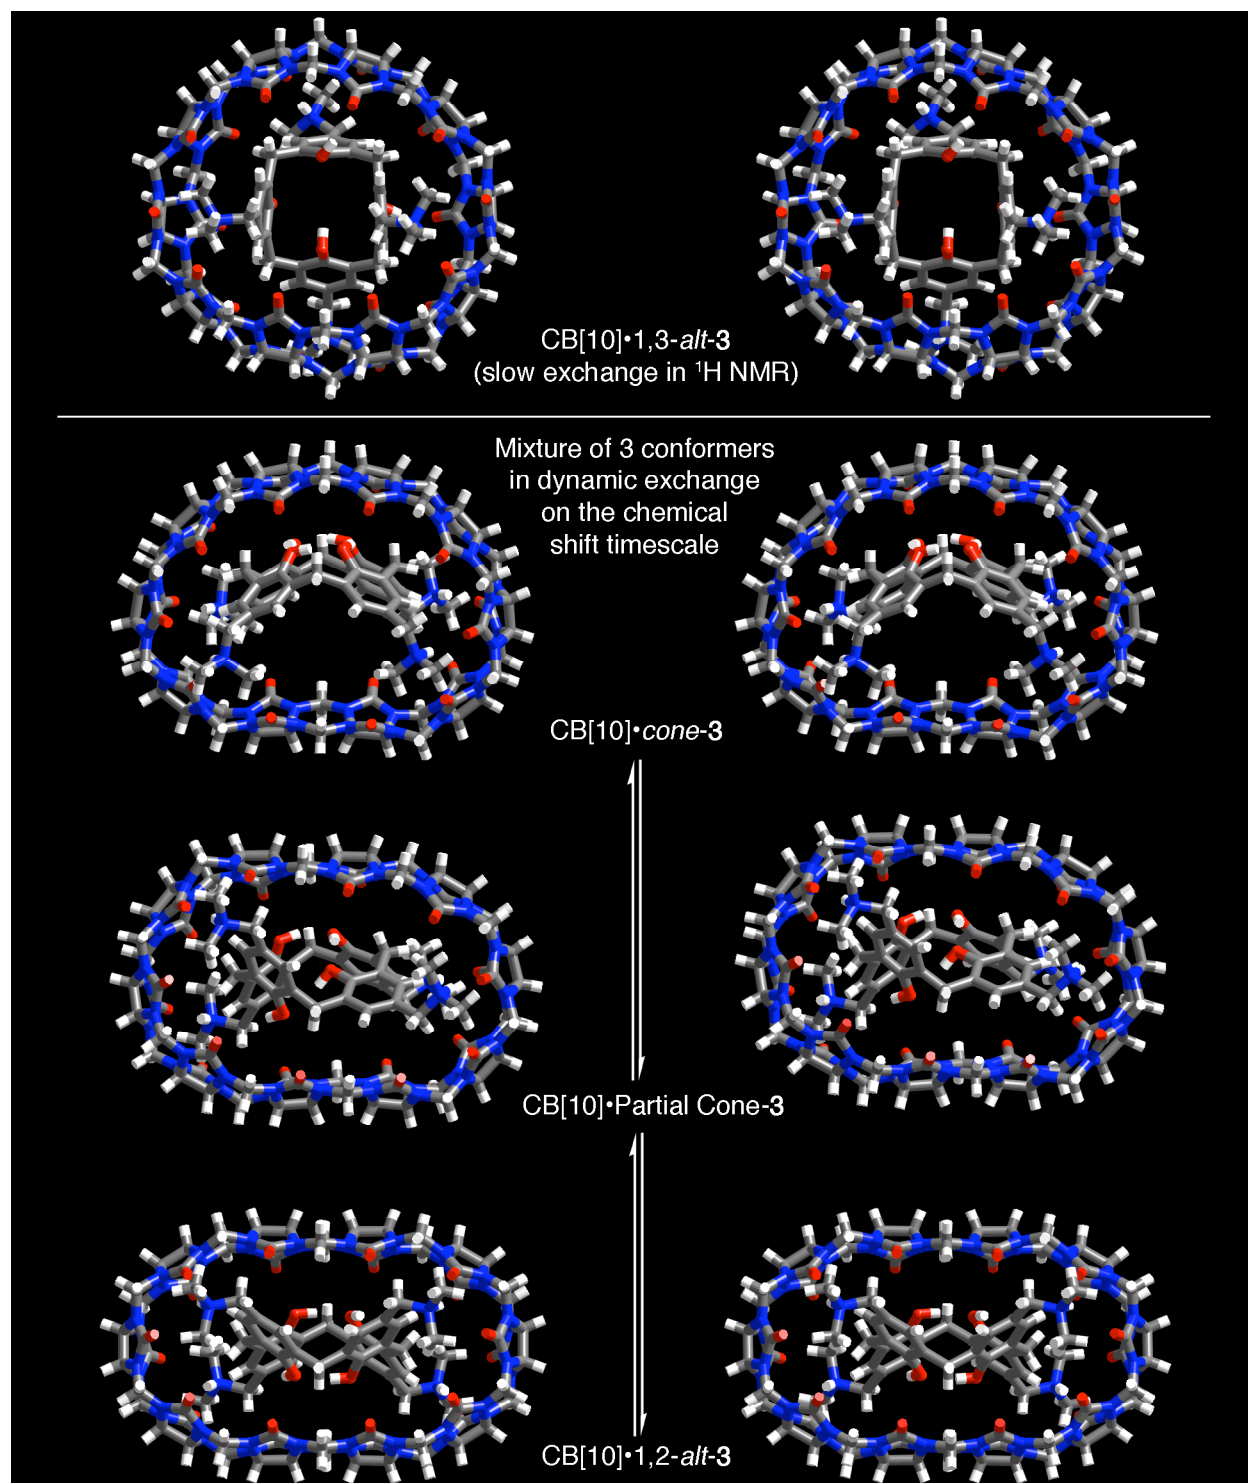 CB[10]•1,3-alt-3
(slow exchange in ¹H NMR)
Mixture of 3 conformers
in dynamic exchange
on the chemical
shift timescale
CB[10]•cone-3
CB[10]•Partial Cone-3
CB[10]•1,2-alt-3